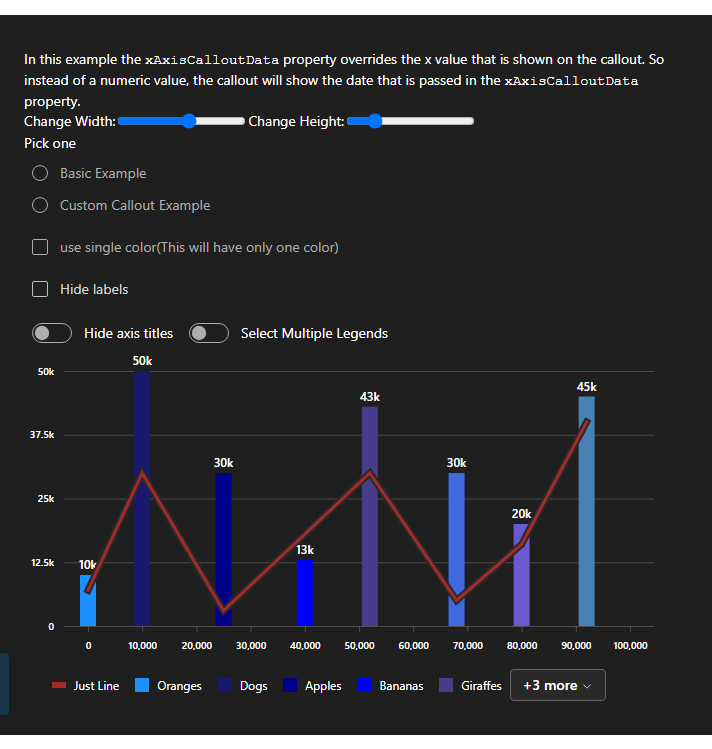 In this example the xAxisCalloutData property overrides the x value that is shown on the callout. So
instead of a numeric value, the callout will show the date that is passed in the xAxisCalloutData
property.
Change Width: Change Height:
Pick one
Basic Example
Custom Callout Example
use single color(This will have only one color)
Hide labels
Hide axis titles Select Multiple Legends
50k
50k
45k
43k
37.5k
30k 30k
25k
20k
13k
12.5k
10k
0
0 10,000 20,000 30,000 40,000 50,000 60,000 70,000 80,000 90,000 100,000
Just Line Oranges Dogs Apples Bananas Giraffes +3 more